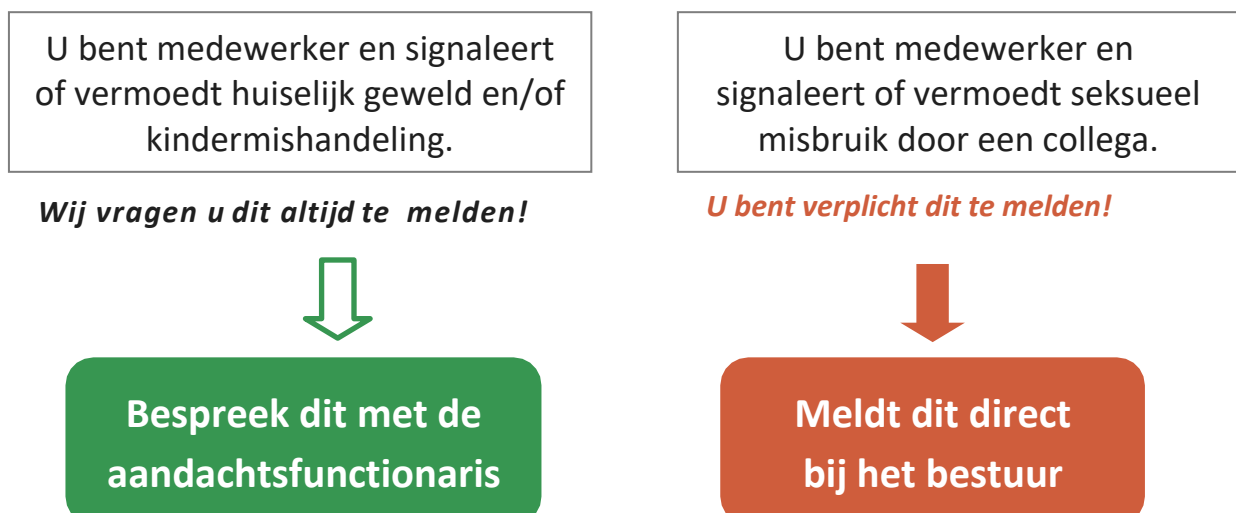 U bent medewerker en signaleert
of vermoedt huiselijk geweld en/of
kindermishandeling.
Wij vragen u dit altijd te melden!
Bespreek dit met de
aandachtsfunctionaris
U bent medewerker en
signaleert of vermoedt seksueel
misbruik door een collega.
U bent verplicht dit te melden!
Meldt dit direct
bij het bestuur